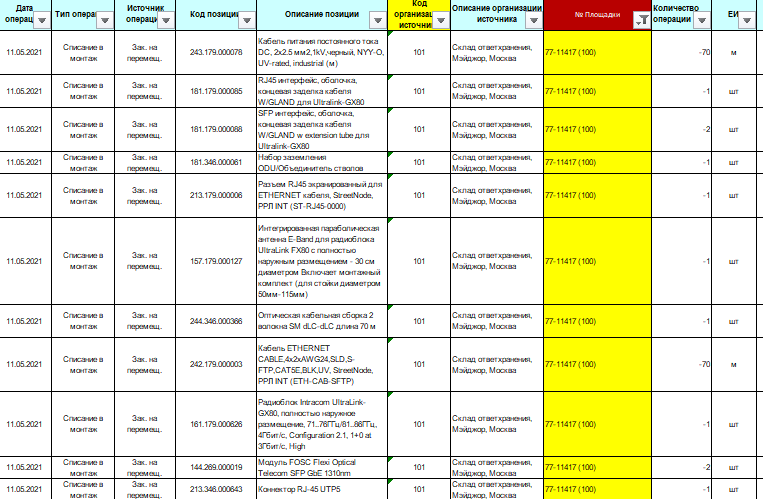 Дата операц Тип операц Источник операц Код позиции Описание позиции Код организац источник Описание организации источника № Площадки Количество операции ЕИ
11.05.2021 Списание в монтаж Зак. на перемещ. 243.179.000078 Кабель питания постоянного тока DC, 2x2.5 мм2,1kV,черный, NYY-O, UV-rated, industrial (м) 101 Склад ответхранения, Мэйджор, Москва 77-11417 (100) -70 м
11.05.2021 Списание в монтаж Зак. на перемещ. 181.179.000085 RJ45 интерфейс, оболочка, концевая заделка кабеля W/GLAND для Ultralink-GX80 101 Склад ответхранения, Мэйджор, Москва 77-11417 (100) -1 шт
11.05.2021 Списание в монтаж Зак. на перемещ. 181.179.000088 SFP интерфейс, оболочка, концевая заделка кабеля W/GLAND w extension tube для Ultralink-GX80 101 Склад ответхранения, Мэйджор, Москва 77-11417 (100) -2 шт
11.05.2021 Списание в монтаж Зак. на перемещ. 181.346.000061 Набор заземления ODU/Объединитель стволов 101 Склад ответхранения, Мэйджор, Москва 77-11417 (100) -1 шт
11.05.2021 Списание в монтаж Зак. на перемещ. 213.179.000006 Разъем RJ45 экранированный для ETHERNET кабеля, StreetNode, РРЛ INT (ST-RJ45-0000) 101 Склад ответхранения, Мэйджор, Москва 77-11417 (100) -1 шт
11.05.2021 Списание в монтаж Зак. на перемещ. 157.179.000127 Интегрированная параболическая антенна E-Band для радиоблока UltraLink FX80 с полностью наружным размещением - 30 см диаметром Включает монтажный комплект (для стойки диаметром 50мм-115мм) 101 Склад ответхранения, Мэйджор, Москва 77-11417 (100) -1 шт
11.05.2021 Списание в монтаж Зак. на перемещ. 244.346.000366 Оптическая кабельная сборка 2 волокна SM dLC-dLC длина 70 м 101 Склад ответхранения, Мэйджор, Москва 77-11417 (100) -1 шт
11.05.2021 Списание в монтаж Зак. на перемещ. 242.179.000003 Кабель ETHERNET CABLE,4x2xAWG24,SLD,S-FTP,CAT5E,BLK,UV, StreetNode, РРЛ INT (ETH-CAB-SFTP) 101 Склад ответхранения, Мэйджор, Москва 77-11417 (100) -70 м
11.05.2021 Списание в монтаж Зак. на перемещ. 161.179.000626 Радиоблок Intracom UltraLink-GX80, полностью наружное размещение, 71..76ГГц/81..86ГГц, 4Гбит/с, Configuration 2.1, 1+0 at 3Гбит/с, High 101 Склад ответхранения, Мэйджор, Москва 77-11417 (100) -1 шт
11.05.2021 Списание в монтаж Зак. на перемещ. 144.269.000019 Модуль FOSC Flexi Optical Telecom SFP GbE 1310nm 101 Склад ответхранения, Мэйджор, Москва 77-11417 (100) -2 шт
11.05.2021 Списание в монтаж Зак. на перемещ. 213.346.000643 Коннектор RJ-45 UTP5 101 Склад ответхранения, Мэйджор, Москва 77-11417 (100) -1 шт